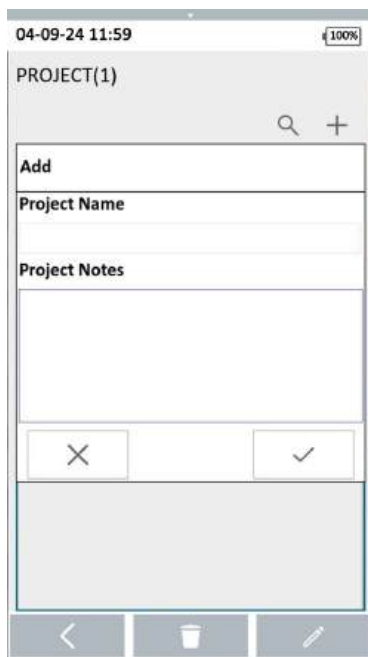 04-09-24 11:59 100%
PROJECT(1)
Add
Project Name
Project Notes